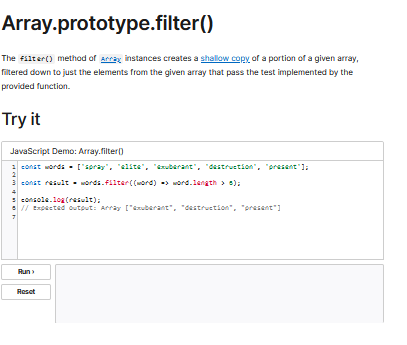 Array.prototype.filter()
The filter() method of Array instances creates a shallow copy of a portion of a given array,
filtered down to just the elements from the given array that pass the test implemented by the
provided function.
Try it
JavaScript Demo: Array.filter()
1 const words = ['spray', 'elite', 'exuberant', 'destruction', 'present'];
2
3 const result = words.filter((word) => word.length > 6);
4
5 console.log(result);
6 // Expected output: Array ["exuberant", "destruction", "present"]
7
Run ›
Reset